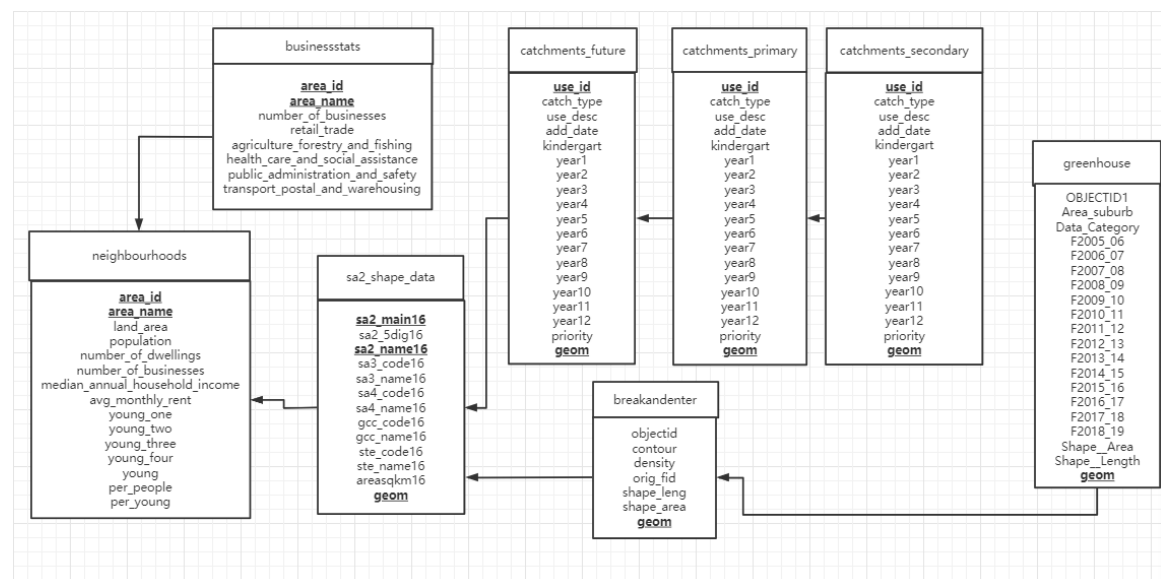 businessstats
area_id
area_name
number_of_businesses
retail_trade
agriculture_forestry_and_fishing
health_care_and_social_assistance
public_administration_and_safety
transport_postal_and_warehousing
catchments_future
use_id
catch_type
use_desc
add_date
kindergart
year1
year2
year3
year4
year5
year6
year7
year8
year9
year10
year11
year12
priority
geom
catchments_primary
use_id
catch_type
use_desc
add_date
kindergart
year1
year2
year3
year4
year5
year6
year7
year8
year9
year10
year11
year12
priority
geom
catchments_secondary
use_id
catch_type
use_desc
add_date
kindergart
year1
year2
year3
year4
year5
year6
year7
year8
year9
year10
year11
year12
priority
geom
greenhouse
OBJECTID1
Area_suburb
Data_Category
F2005_06
F2006_07
F2007_08
F2008_09
F2009_10
F2010_11
F2011_12
F2012_13
F2013_14
F2014_15
F2015_16
F2016_17
F2017_18
F2018_19
Shape__Area
Shape__Length
geom
neighbourhoods
area_id
area_name
land_area
population
number_of_dwellings
number_of_businesses
median_annual_household_income
avg_monthly_rent
young_one
young_two
young_three
young_four
young
per_people
per_young
sa2_shape_data
sa2_main16
sa2_5dig16
sa2_name16
sa3_code16
sa3_name16
sa4_code16
sa4_name16
gcc_code16
gcc_name16
ste_code16
ste_name16
areasqkm16
geom
breakandenter
objectid
contour
density
orig_fid
shape_leng
shape_area
geom